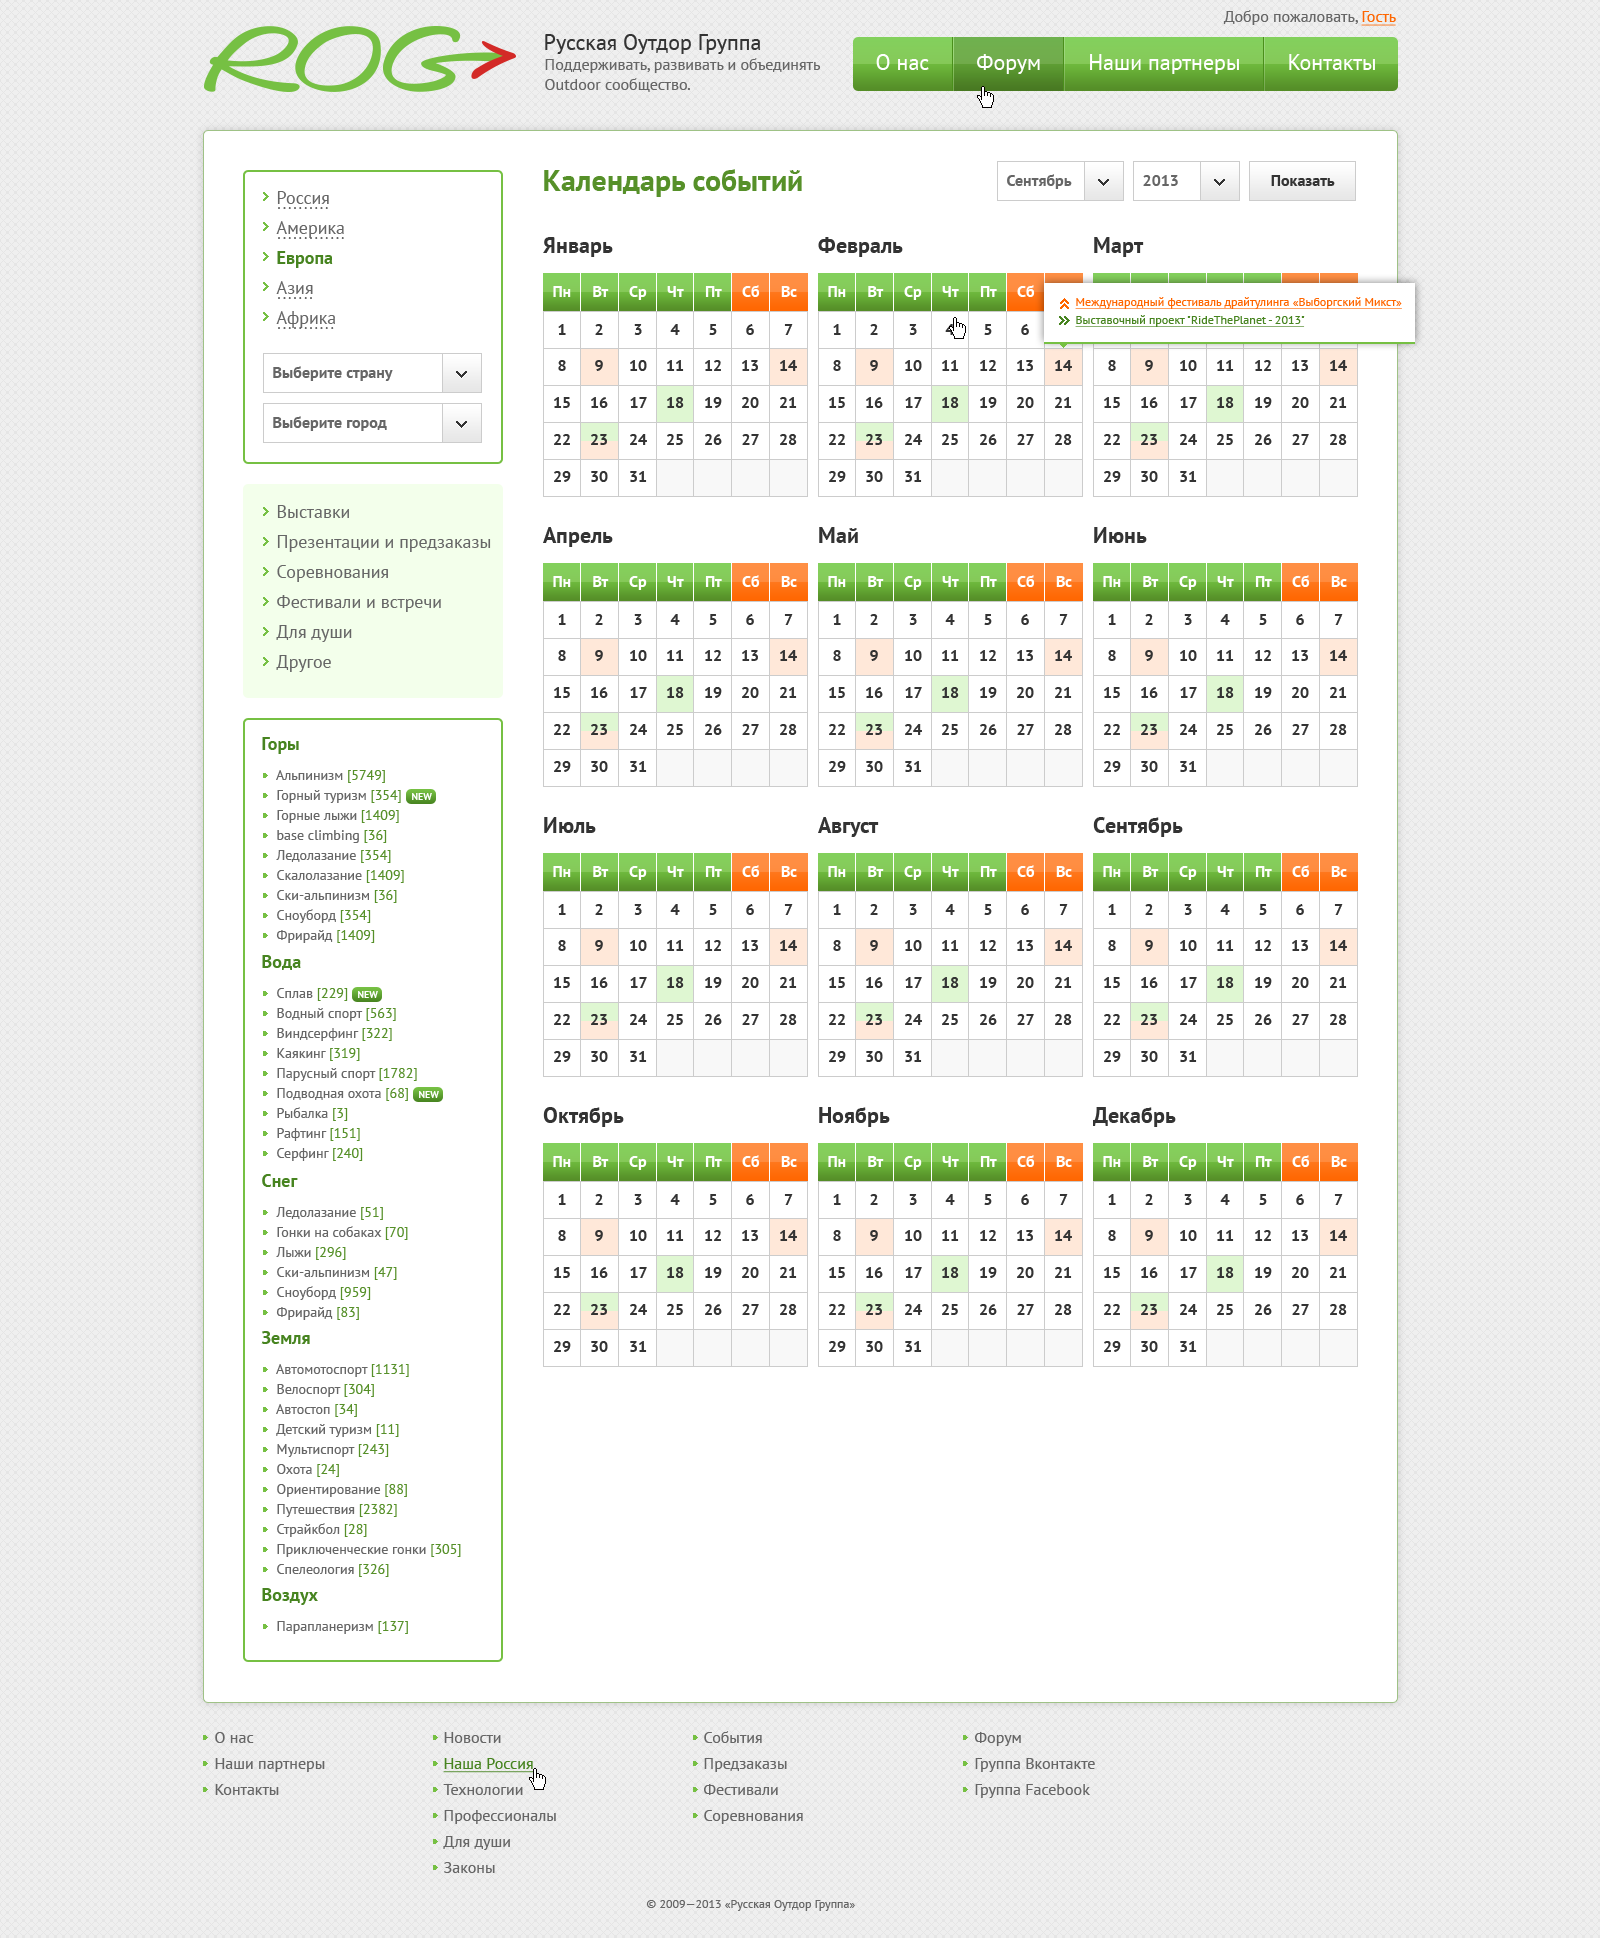 Добро пожаловать, Гость
ROG
Русская Оутдор Группа
Поддерживать, развивать и объединять
Outdoor сообщество.
О нас Форум Наши партнеры Контакты
Россия
Америка
Европа
Азия
Африка
Выберите страну
Выберите город
Выставки
Презентации и предзаказы
Соревнования
Фестивали и встречи
Для души
Другое
Горы
Альпинизм [5749]
Горный туризм [354] NEW
Горные лыжи [1409]
base climbing [36]
Ледолазание [354]
Скалолазание [1409]
Ски-альпинизм [36]
Сноуборд [354]
Фрирайд [1409]
Вода
Сплав [229] NEW
Водный спорт [563]
Виндсерфинг [322]
Каякинг [319]
Парусный спорт [1782]
Подводная охота [68] NEW
Рыбалка [3]
Рафтинг [151]
Серфинг [240]
Снег
Ледолазание [51]
Гонки на собаках [70]
Лыжи [296]
Ски-альпинизм [47]
Сноуборд [959]
Фрирайд [83]
Земля
Автомотоспорт [1131]
Велоспорт [304]
Автостоп [34]
Детский туризм [11]
Мультиспорт [243]
Охота [24]
Ориентирование [88]
Путешествия [2382]
Страйкбол [28]
Приключенческие гонки [305]
Спелеология [326]
Воздух
Парапланеризм [137]
Календарь событий
Сентябрь 2013 Показать
Январь Февраль Март
Пн Вт Ср Чт Пт Сб Вс Пн Вт Ср Чт Пт Сб
Международный фестиваль драйтулинга «Выборгский Микст»
Выставочный проект "RideThePlanet - 2013"
1 2 3 4 5 6 7 1 2 3 4 5 6
8 9 10 11 12 13 14 8 9 10 11 12 13 14 8 9 10 11 12 13 14
15 16 17 18 19 20 21 15 16 17 18 19 20 21 15 16 17 18 19 20 21
22 23 24 25 26 27 28 22 23 24 25 26 27 28 22 23 24 25 26 27 28
29 30 31 29 30 31 29 30 31
Апрель Май Июнь
Пн Вт Ср Чт Пт Сб Вс Пн Вт Ср Чт Пт Сб Вс Пн Вт Ср Чт Пт Сб Вс
1 2 3 4 5 6 7 1 2 3 4 5 6 7 1 2 3 4 5 6 7
8 9 10 11 12 13 14 8 9 10 11 12 13 14 8 9 10 11 12 13 14
15 16 17 18 19 20 21 15 16 17 18 19 20 21 15 16 17 18 19 20 21
22 23 24 25 26 27 28 22 23 24 25 26 27 28 22 23 24 25 26 27 28
29 30 31 29 30 31 29 30 31
Июль Август Сентябрь
Пн Вт Ср Чт Пт Сб Вс Пн Вт Ср Чт Пт Сб Вс Пн Вт Ср Чт Пт Сб Вс
1 2 3 4 5 6 7 1 2 3 4 5 6 7 1 2 3 4 5 6 7
8 9 10 11 12 13 14 8 9 10 11 12 13 14 8 9 10 11 12 13 14
15 16 17 18 19 20 21 15 16 17 18 19 20 21 15 16 17 18 19 20 21
22 23 24 25 26 27 28 22 23 24 25 26 27 28 22 23 24 25 26 27 28
29 30 31 29 30 31 29 30 31
Октябрь Ноябрь Декабрь
Пн Вт Ср Чт Пт Сб Вс Пн Вт Ср Чт Пт Сб Вс Пн Вт Ср Чт Пт Сб Вс
1 2 3 4 5 6 7 1 2 3 4 5 6 7 1 2 3 4 5 6 7
8 9 10 11 12 13 14 8 9 10 11 12 13 14 8 9 10 11 12 13 14
15 16 17 18 19 20 21 15 16 17 18 19 20 21 15 16 17 18 19 20 21
22 23 24 25 26 27 28 22 23 24 25 26 27 28 22 23 24 25 26 27 28
29 30 31 29 30 31 29 30 31
О нас
Наши партнеры
Контакты
Новости
Наша Россия
Технологии
Профессионалы
Для души
Законы
События
Предзаказы
Фестивали
Соревнования
Форум
Группа Вконтакте
Группа Facebook
© 2009—2013 «Русская Оутдор Группа»